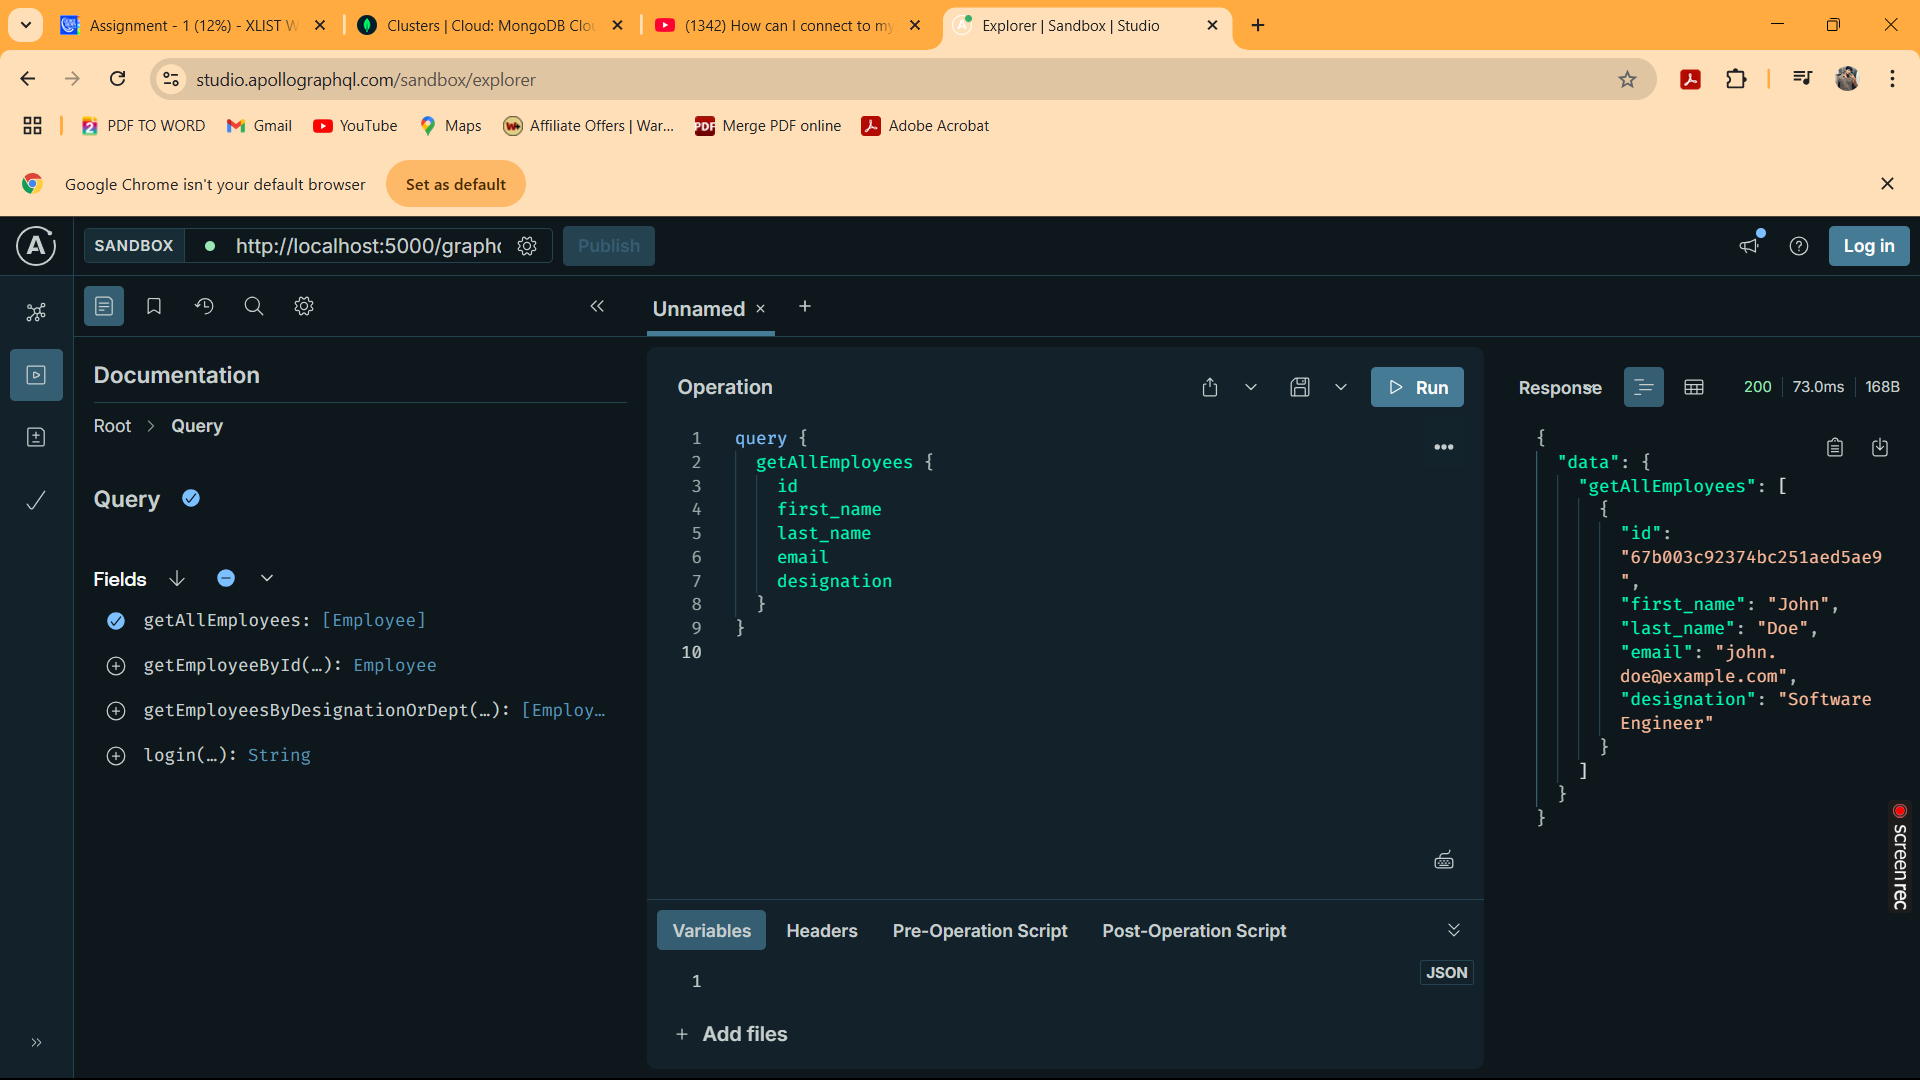 Assignment - 1 (12%) - XLIST W
Clusters | Cloud: MongoDB Clo
(1342) How can I connect to my
Explorer | Sandbox | Studio
studio.apollographql.com/sandbox/explorer
PDF TO WORD
Gmail
YouTube
Maps
Affiliate Offers | War...
PDF
Merge PDF online
Adobe Acrobat
Google Chrome isn't your default browser
Set as default
SANDBOX
http://localhost:5000/graphq
Publish
Log in
Unnamed
Documentation
Root > Query
Query
Fields
getAllEmployees: [Employee]
getEmployeeById(…): Employee
getEmployeesByDesignationOrDept(…): [Employ…
login(…): String
Operation
Run
1 query {
2 getAllEmployees {
3 id
4 first_name
5 last_name
6 email
7 designation
8 }
9 }
10
Variables
Headers
Pre-Operation Script
Post-Operation Script
1
JSON
+ Add files
Response
200
73.0ms
168B
{
"data": {
"getAllEmployees": [
{
"id":
"67b003c92374bc251aed5ae9
",
"first_name": "John",
"last_name": "Doe",
"email": "john.
doe@example.com",
"designation": "Software
Engineer"
}
]
}
}
screenrec